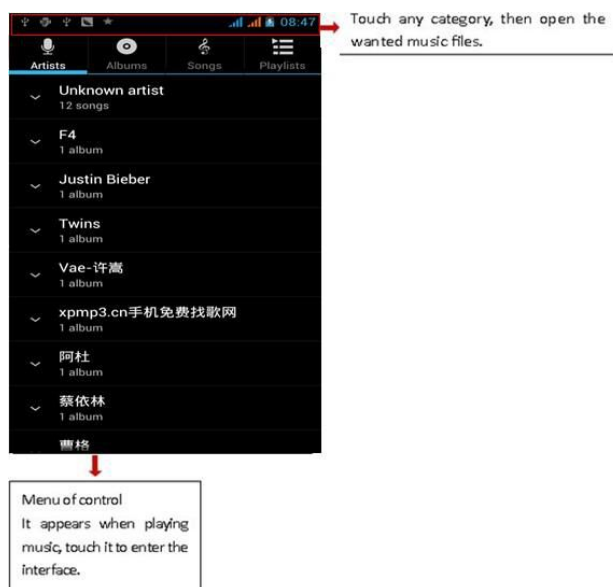 08:47
Touch any category, then open the
wanted music files.
Artists Albums Songs Playlists
Unknown artist
12 songs
F4
1 album
Justin Bieber
1 album
Twins
1 album
Vae-许嵩
1 album
xpmp3.cn手机免费找歌网
1 album
阿杜
1 album
蔡依林
1 album
曹格
Menu of control
It appears when playing
music, touch it to enter the
interface.